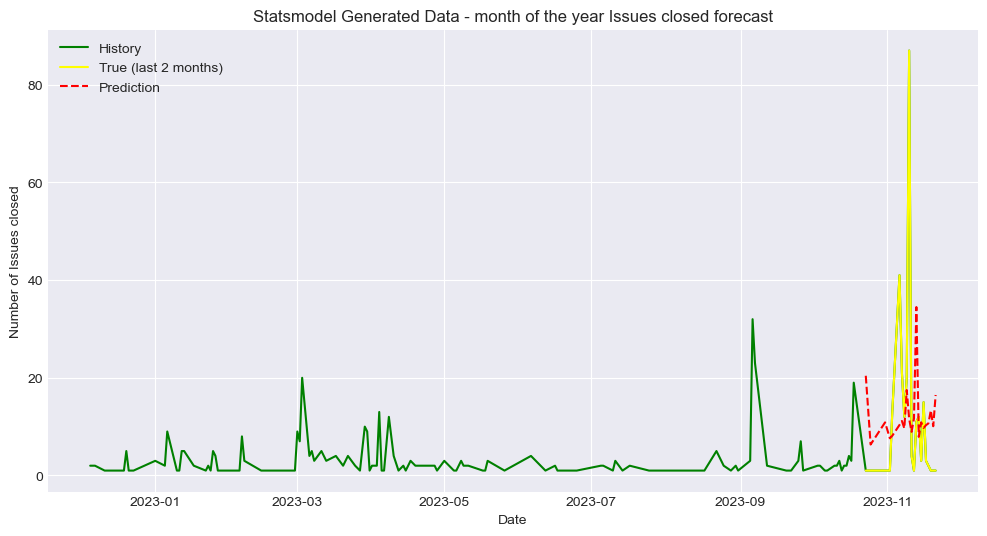 Statsmodel Generated Data - month of the year Issues closed forecast
History
True (last 2 months)
Prediction
Number of Issues closed
80
60
40
20
0
2023-01
2023-03
2023-05
2023-07
2023-09
2023-11
Date